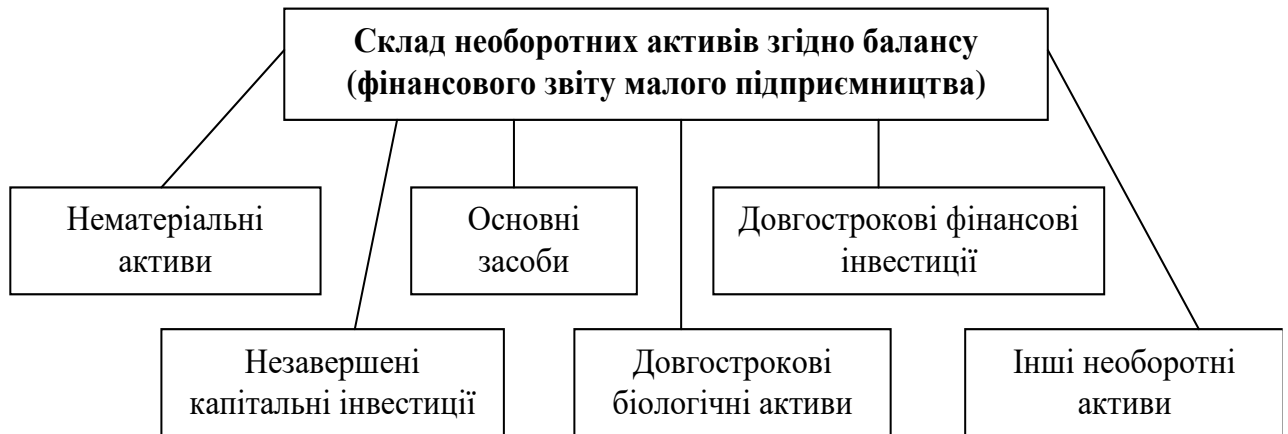 Склад необоротних активів згідно балансу
(фінансового звіту малого підприємництва)
Нематеріальні
активи
Основні
засоби
Довгострокові фінансові
інвестиції
Незавершені
капітальні інвестиції
Довгострокові
біологічні активи
Інші необоротні
активи